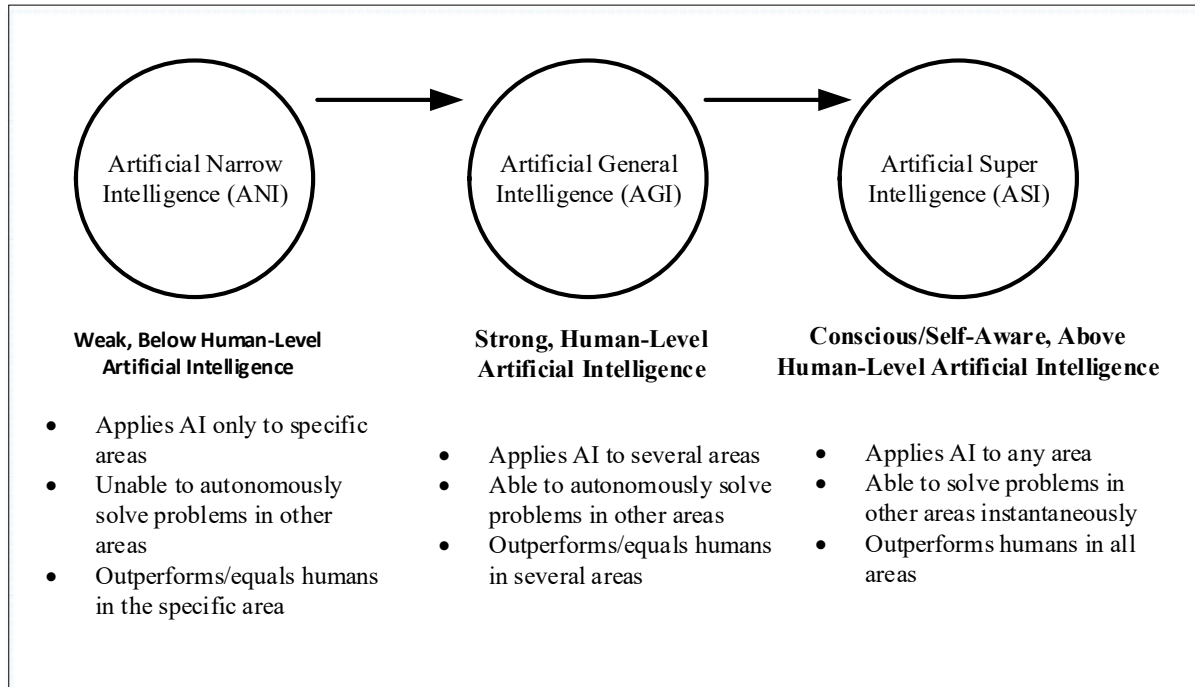 Artificial Narrow
Intelligence (ANI)
Artificial General
Intelligence (AGI)
Artificial Super
Intelligence (ASI)
Weak, Below Human-Level
Artificial Intelligence
• Applies AI only to specific
areas
• Unable to autonomously
solve problems in other
areas
• Outperforms/equals humans
in the specific area
Strong, Human-Level
Artificial Intelligence
• Applies AI to several areas
• Able to autonomously solve
problems in other areas
• Outperforms/equals humans
in several areas
Conscious/Self-Aware, Above
Human-Level Artificial Intelligence
• Applies AI to any area
• Able to solve problems in
other areas instantaneously
• Outperforms humans in all
areas